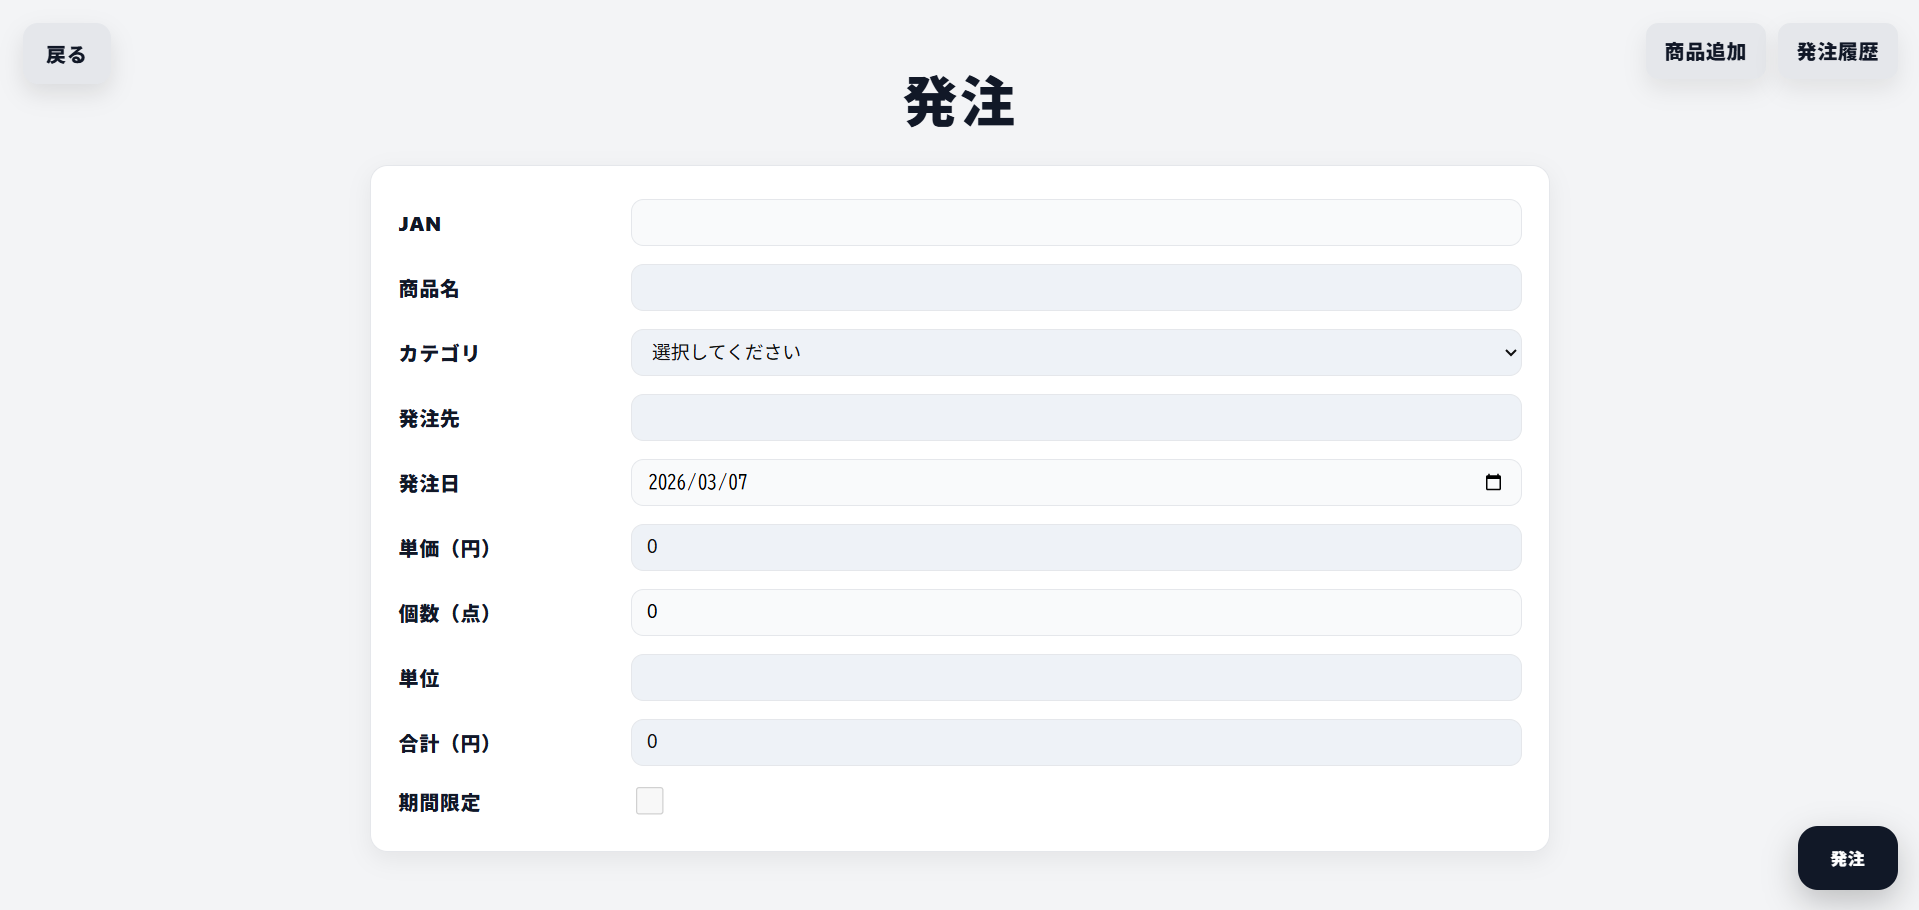 戻る
商品追加
発注履歴
発注
JAN
商品名
カテゴリ
選択してください
発注先
発注日
2026/03/07
単価（円）
0
個数（点）
0
単位
合計（円）
0
期間限定
発注